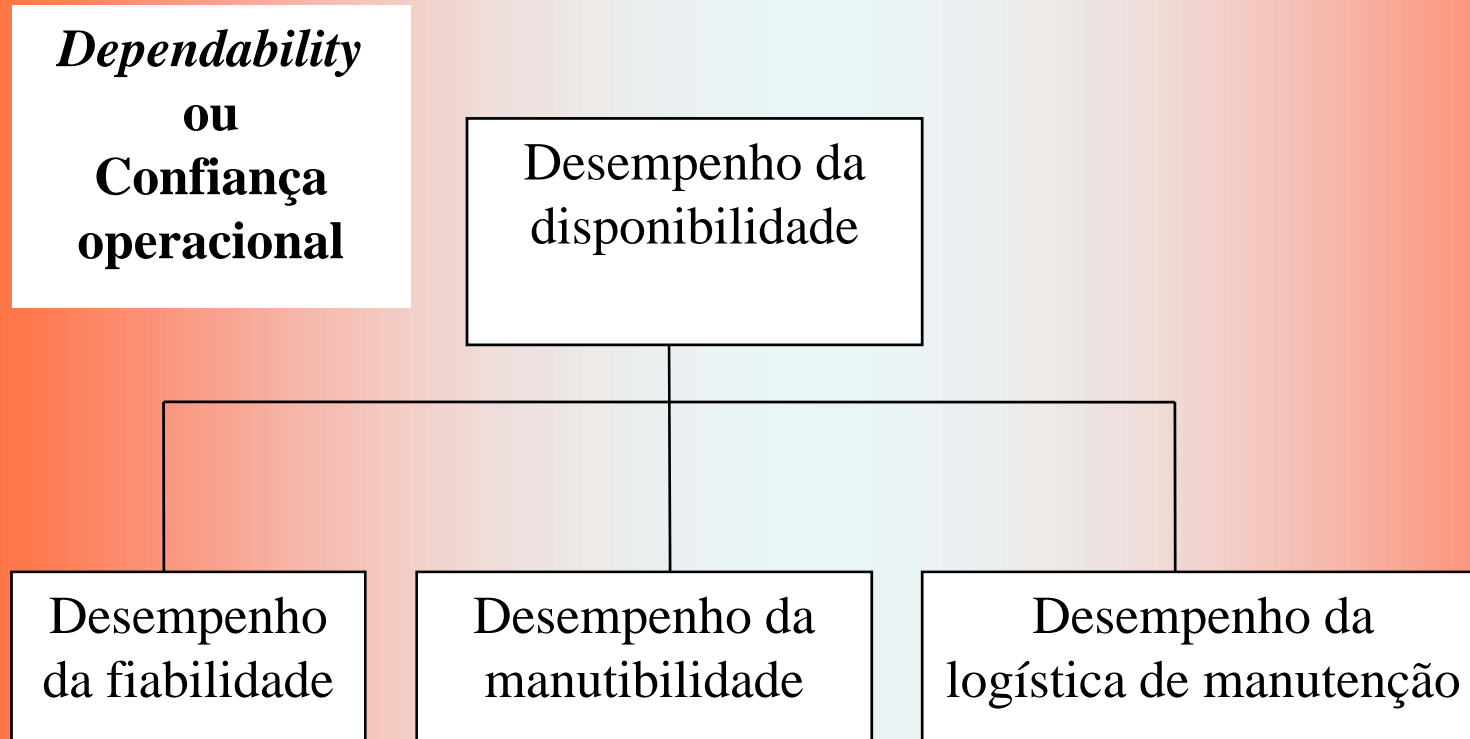 Dependability
ou
Confiança
operacional
Desempenho da
disponibilidade
Desempenho
da fiabilidade
Desempenho da
manutibilidade
Desempenho da
logística de manutenção